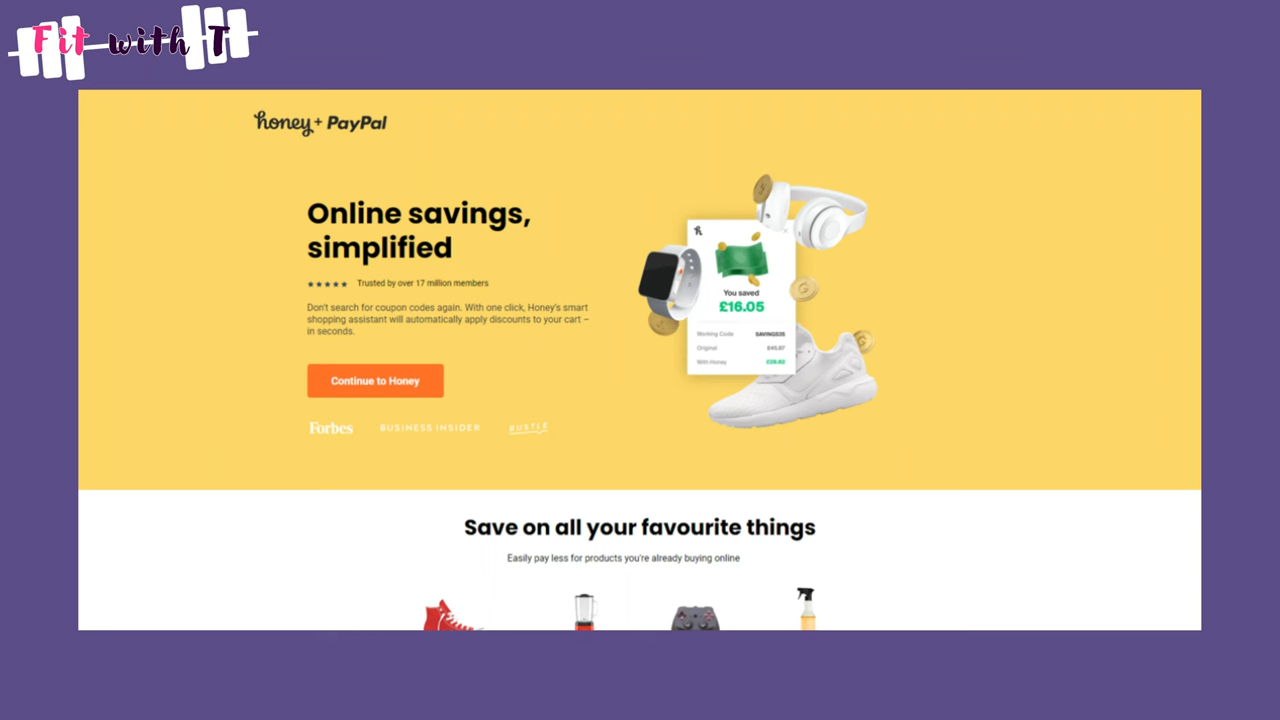 Fit with T
honey + PayPal
Online savings,
simplified
Trusted by over 17 million members
Don't search for coupon codes again. With one click, Honey's smart
shopping assistant will automatically apply discounts to your cart –
in seconds.
Continue to Honey
Forbes BUSINESS INSIDER BUSTLE
You saved
£16.05
Working Code SAVINGS35
Original £45.87
With Honey £29.82
Save on all your favourite things
Easily pay less for products you're already buying online